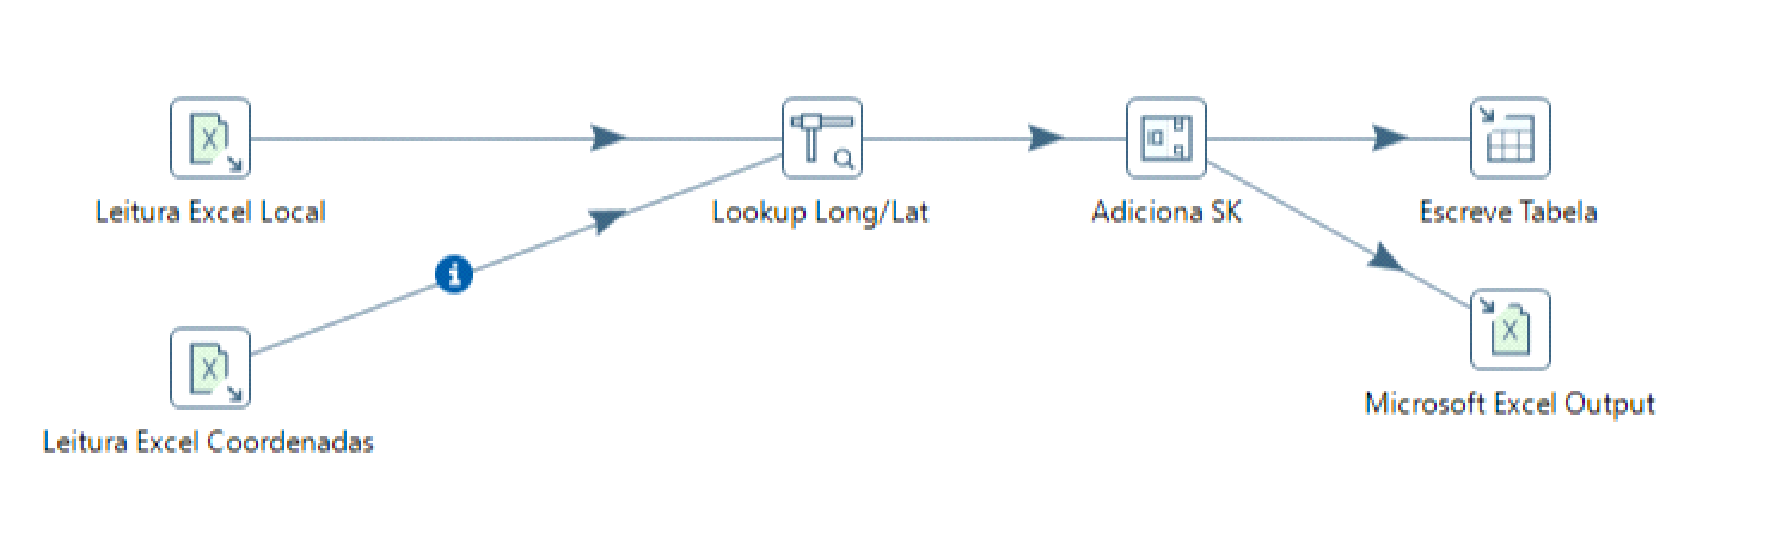 Leitura Excel Local
Lookup Long/Lat
Adiciona SK
Escreve Tabela
Microsoft Excel Output
Leitura Excel Coordenadas